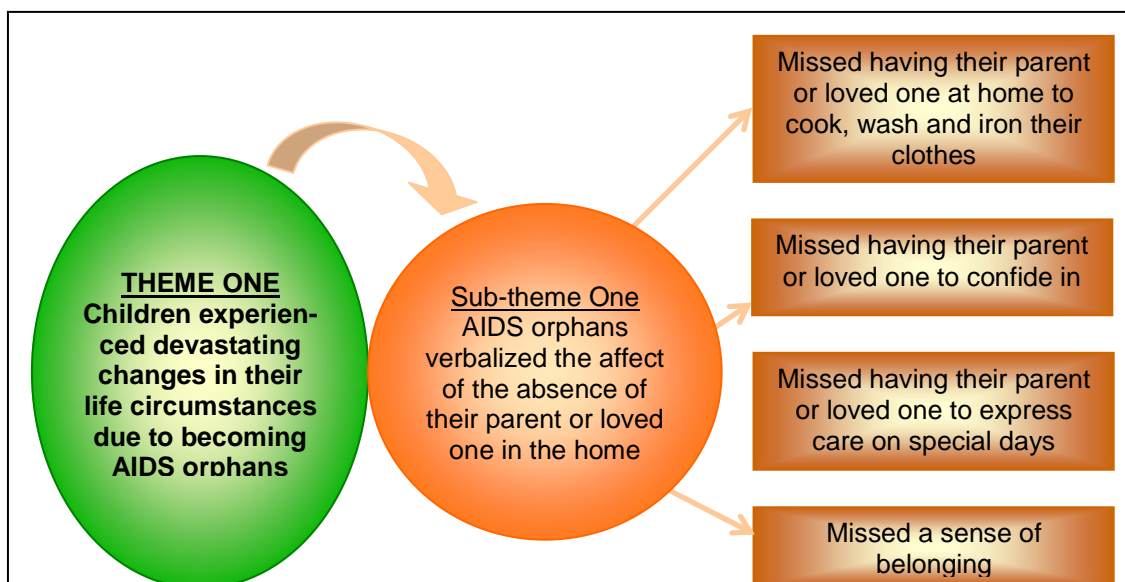 THEME ONE
Children experien-
ced devastating
changes in their
life circumstances
due to becoming
AIDS orphans
Sub-theme One
AIDS orphans
verbalized the affect
of the absence of
their parent or loved
one in the home
Missed having their parent
or loved one at home to
cook, wash and iron their
clothes
Missed having their parent
or loved one to confide in
Missed having their parent
or loved one to express
care on special days
Missed a sense of
belonging